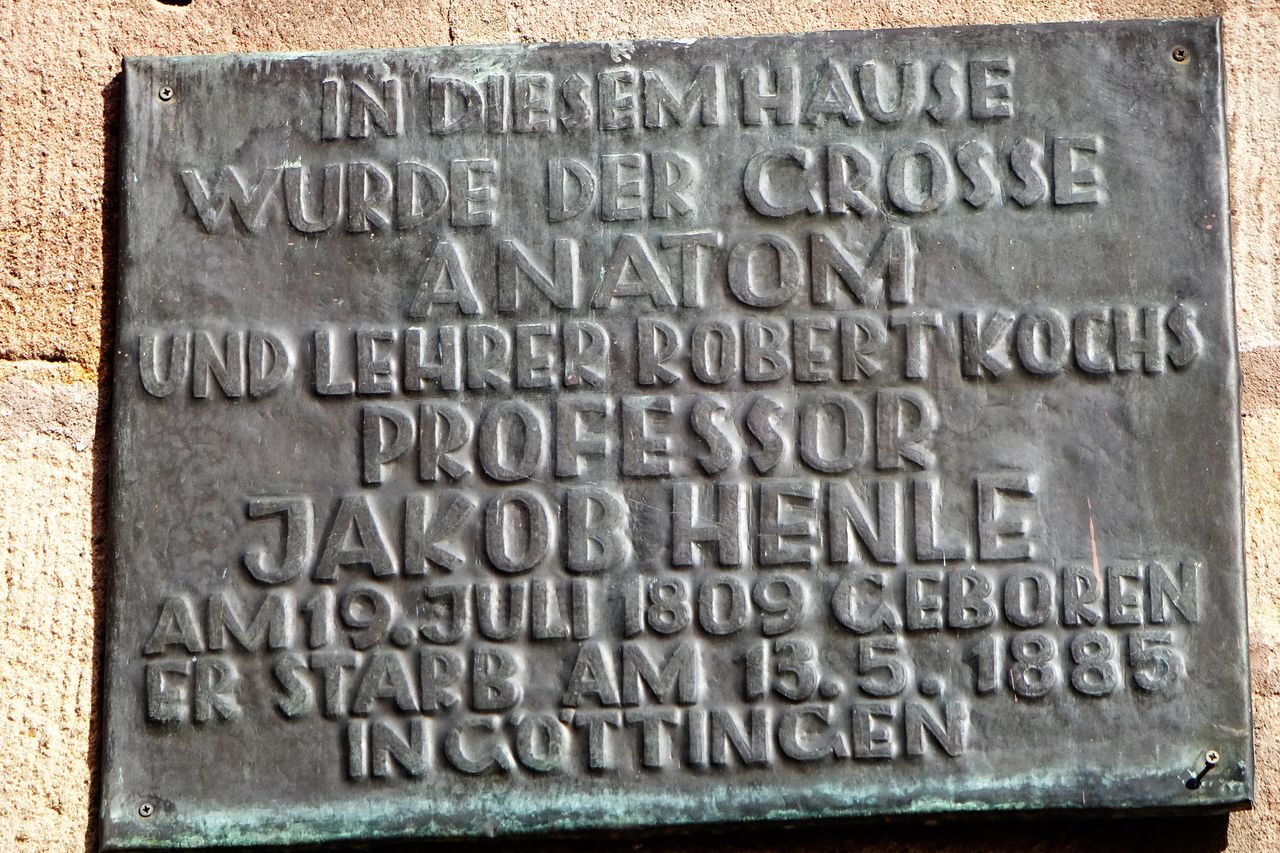 IN DIESEM HAUSE
WURDE DER GROSSE
ANATOM
UND LEHRER ROBERT KOCHS
PROFESSOR
JAKOB HENLE
AM 19. JULI 1809 GEBOREN
ER STARB AM 13.5. 1885
IN GÖTTINGEN